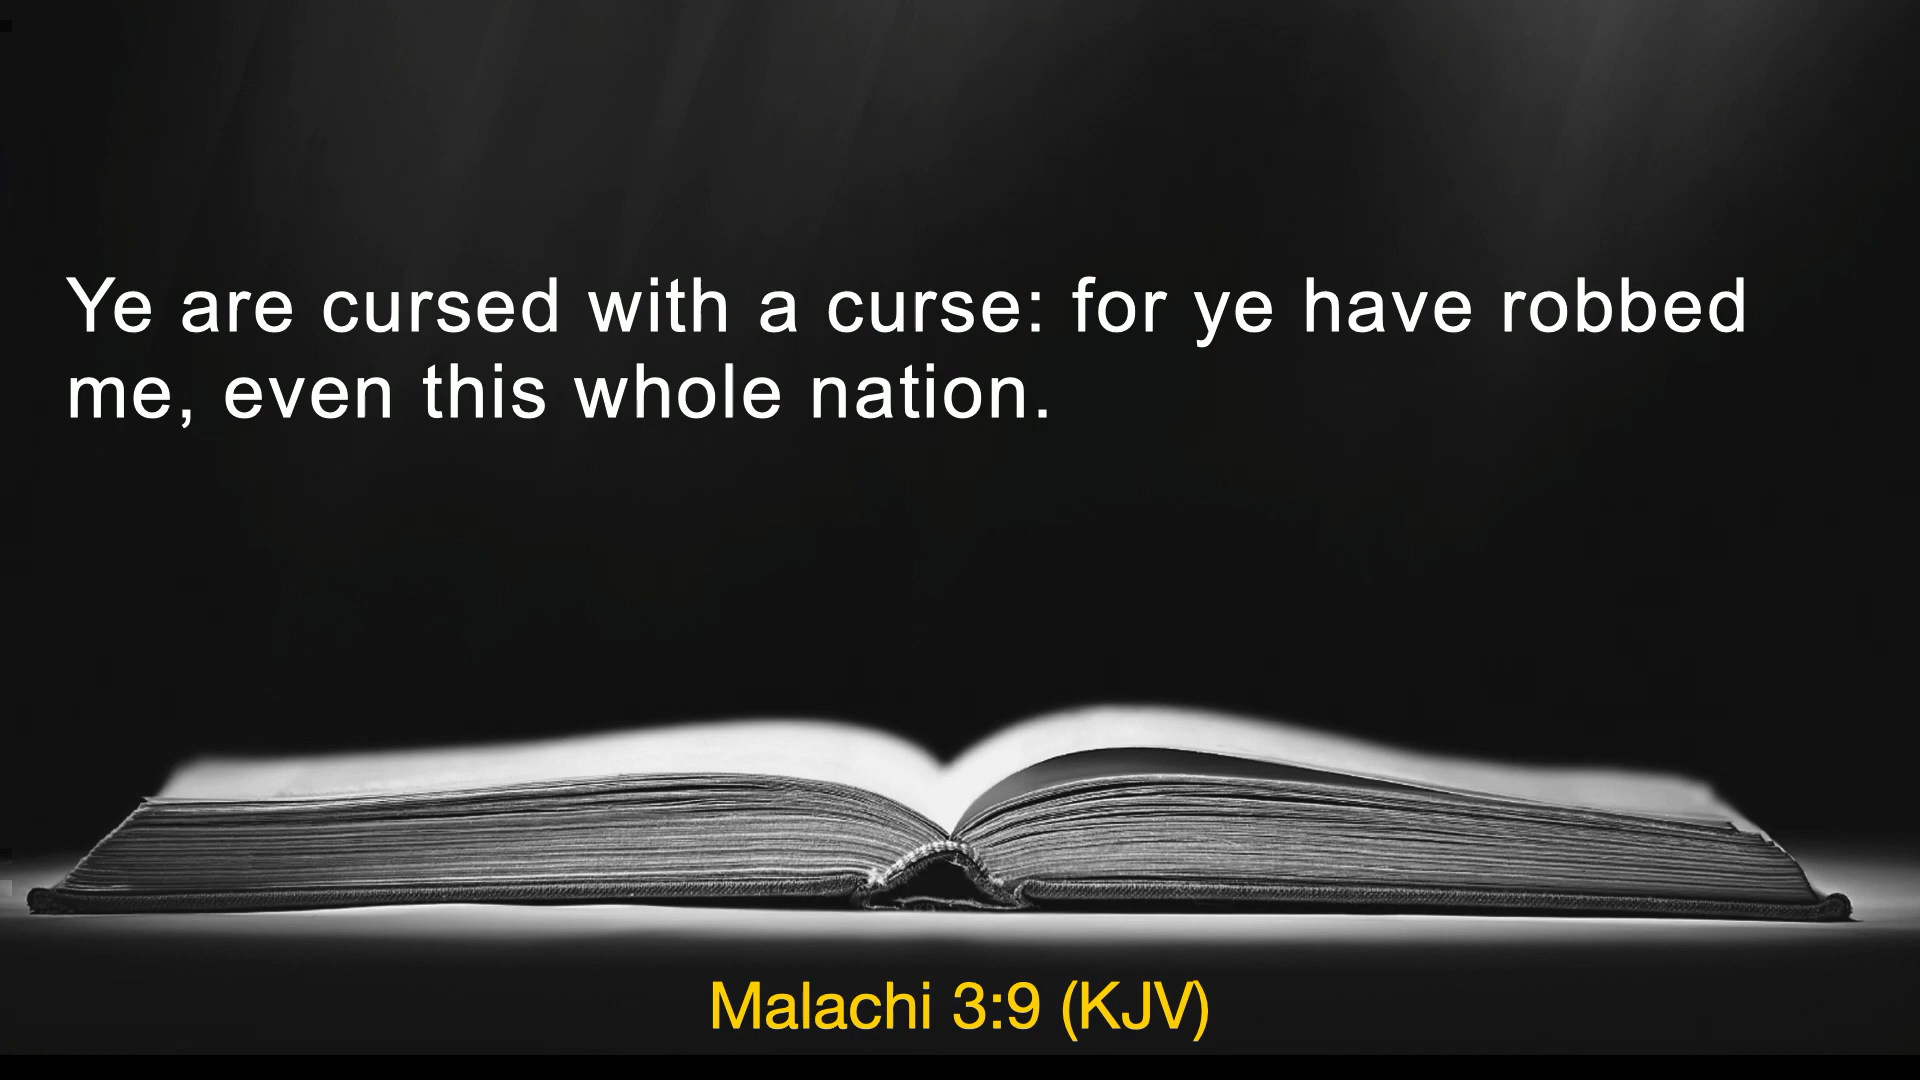 Ye are cursed with a curse: for ye have robbed
me, even this whole nation.
Malachi 3:9 (KJV)